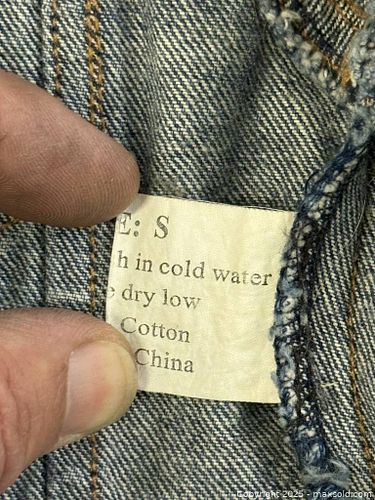 E: S
h in cold water
e dry low
Cotton
China
Copyright 2025 - maxsold.com